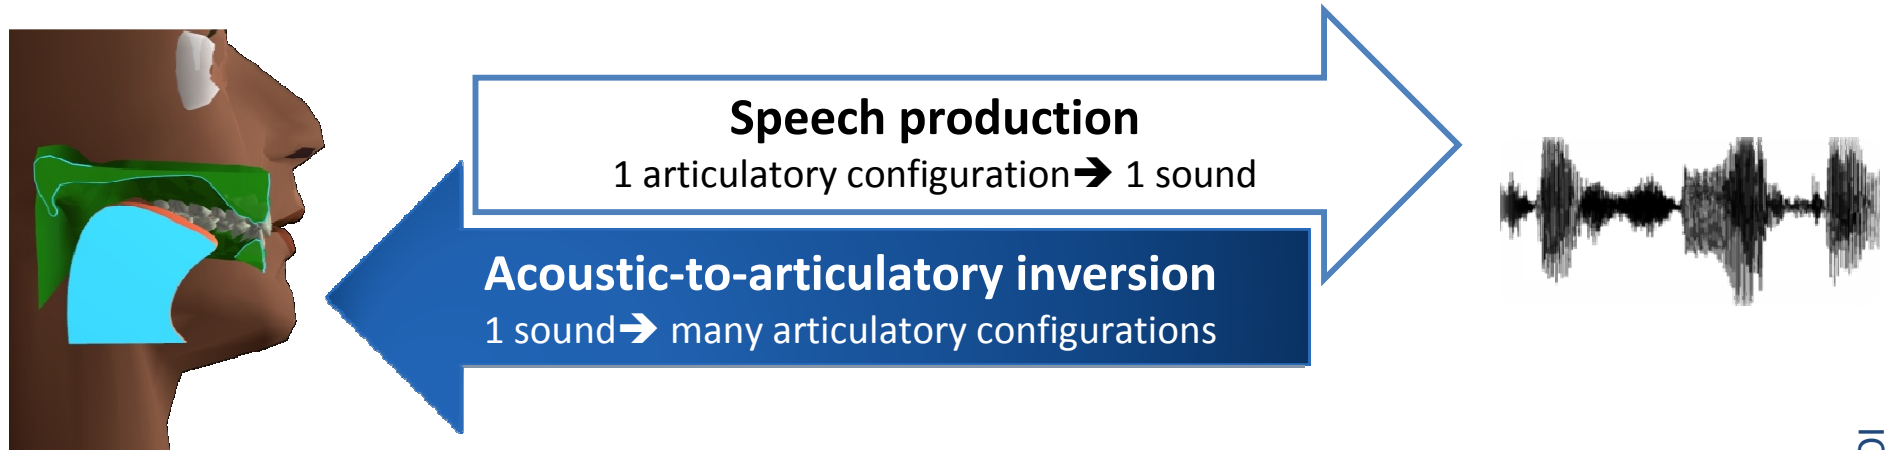 Speech production
1 articulatory configuration➔ 1 sound
Acoustic-to-articulatory inversion
1 sound➔ many articulatory configurations